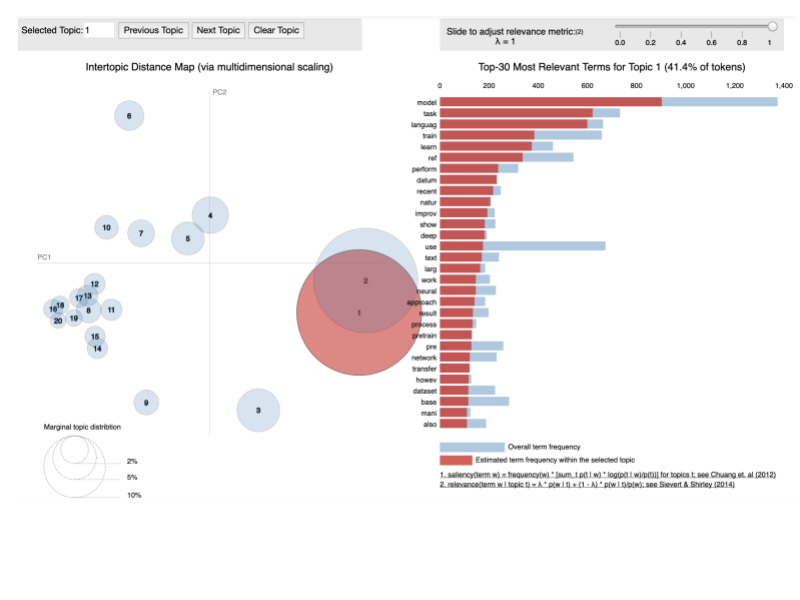 Selected Topic: 1 Previous Topic Next Topic Clear Topic
Slide to adjust relevance metric:(2)
λ = 1
0.0 0.2 0.4 0.6 0.8 1
Intertopic Distance Map (via multidimensional scaling)
PC2
PC1
6
4
5
7
10
2
1
12
17
13
18
16
8
11
19
20
15
14
9
3
Marginal topic distribtion
2%
5%
10%
Top-30 Most Relevant Terms for Topic 1 (41.4% of tokens)
0 200 400 600 800 1,000 1,200 1,400
model
task
languag
train
learn
ref
perform
datum
recent
natur
improv
show
deep
use
text
larg
work
neural
approach
result
process
pretrain
pre
network
transfer
howev
dataset
base
mani
also
Overall term frequency
Estimated term frequency within the selected topic
1. saliency(term w) = frequency(w) * [sum_t p(t | w) * log(p(t | w)/p(t))] for topics t; see Chuang et. al (2012)
2. relevance(term w | topic t) = λ * p(w | t) + (1 - λ) * p(w | t)/p(w); see Sievert & Shirley (2014)